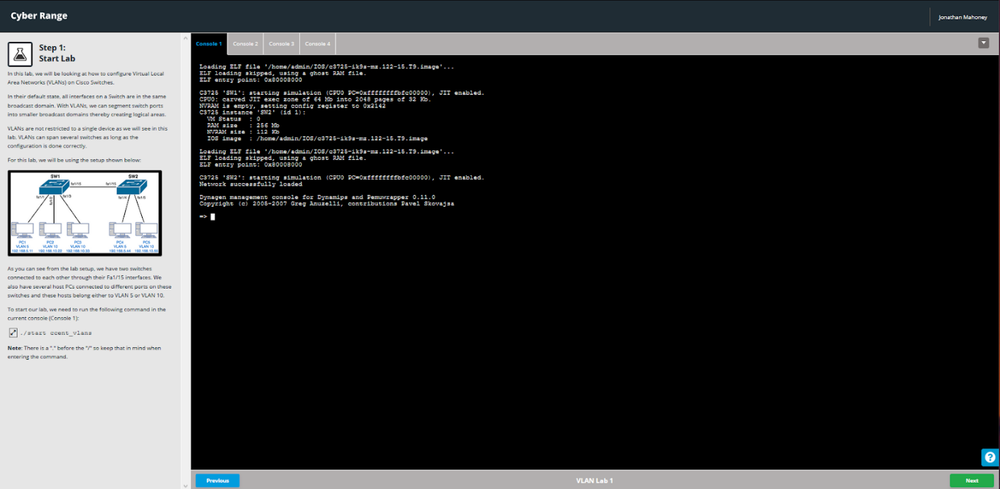 Cyber Range
Jonathan Mahoney
Step 1:
Start Lab
In this lab, we will be looking at how to configure Virtual Local
Area Networks (VLANs) on Cisco Switches.
In their default state, all interfaces on a Switch are in the same
broadcast domain. With VLANs, we can segment switch ports
into smaller broadcast domains thereby creating logical areas.
VLANs are not restricted to a single device as we will see in this
lab. VLANs can span several switches as long as the
configuration is done correctly.
For this lab, we will be using the setup shown below:
SW1
SW2
fa1/15
fa1/15
fa1/1
fa1/2
fa1/3
fa1/4
fa1/5
PC1
VLAN 5
192.168.5.11
PC2
VLAN 10
192.168.10.22
PC3
VLAN 10
192.168.10.33
PC4
VLAN 5
192.168.5.44
PC5
VLAN 10
As you can see from the lab setup, we have two switches
connected to each other through their Fa1/15 interfaces. We
also have several host PCs connected to different ports on these
switches and these hosts belong either to VLAN 5 or VLAN 10.
To start our lab, we need to run the following command in the
current console (Console 1):
./start ccent_vlans
Note: There is a "." before the "/" so keep that in mind when
entering the command.
Console 1
Console 2
Console 3
Console 4
Loading ELF file '/home/admin/IOS/c3725-ik9s-mz.122-15.T9.image'...
ELF loading skipped, using a ghost RAM file.
ELF entry point: 0x80008000
C3725 'SW1': starting simulation (CPU0 PC=0xffffffffbfc00000), JIT enabled.
CPU0: carved JIT exec zone of 64 Mb into 2048 pages of 32 Kb.
NVRAM is empty, setting config register to 0x2142
C3725 instance 'SW2' (id 1):
VM Status : 0
RAM size : 256 Mb
NVRAM size : 112 Kb
IOS image : /home/admin/IOS/c3725-ik9s-mz.122-15.T9.image
Loading ELF file '/home/admin/IOS/c3725-ik9s-mz.122-15.T9.image'...
ELF loading skipped, using a ghost RAM file.
ELF entry point: 0x80008000
C3725 'SW2': starting simulation (CPU0 PC=0xffffffffbfc00000), JIT enabled.
Network successfully loaded
Dynagen management console for Dynamips and Pemuwrapper 0.11.0
Copyright (c) 2005-2007 Greg Anuzelli, contributions Pavel Skovajsa
=>
?
Previous
VLAN Lab 1
Next